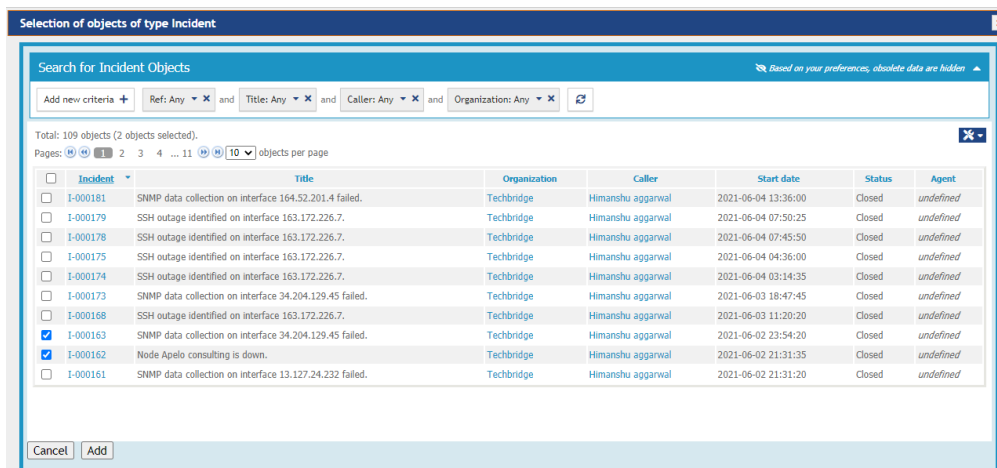 Selection of objects of type Incident
Search for Incident Objects
Based on your preferences, obsolete data are hidden
Add new criteria + Ref: Any and Title: Any and Caller: Any and Organization: Any
Total: 109 objects (2 objects selected).
Pages: 1 2 3 4 ... 11 10 objects per page
Incident Title Organization Caller Start date Status Agent
I-000181 SNMP data collection on interface 164.52.201.4 failed. Techbridge Himanshu aggarwal 2021-06-04 13:36:00 Closed undefined
I-000179 SSH outage identified on interface 163.172.226.7. Techbridge Himanshu aggarwal 2021-06-04 07:50:25 Closed undefined
I-000178 SSH outage identified on interface 163.172.226.7. Techbridge Himanshu aggarwal 2021-06-04 07:45:50 Closed undefined
I-000175 SSH outage identified on interface 163.172.226.7. Techbridge Himanshu aggarwal 2021-06-04 04:36:00 Closed undefined
I-000174 SSH outage identified on interface 163.172.226.7. Techbridge Himanshu aggarwal 2021-06-04 03:14:35 Closed undefined
I-000173 SNMP data collection on interface 34.204.129.45 failed. Techbridge Himanshu aggarwal 2021-06-03 18:47:45 Closed undefined
I-000168 SSH outage identified on interface 163.172.226.7. Techbridge Himanshu aggarwal 2021-06-03 11:20:20 Closed undefined
I-000163 SNMP data collection on interface 34.204.129.45 failed. Techbridge Himanshu aggarwal 2021-06-02 23:54:20 Closed undefined
I-000162 Node Apelo consulting is down. Techbridge Himanshu aggarwal 2021-06-02 21:31:35 Closed undefined
I-000161 SNMP data collection on interface 13.127.24.232 failed. Techbridge Himanshu aggarwal 2021-06-02 21:31:20 Closed undefined
Cancel Add